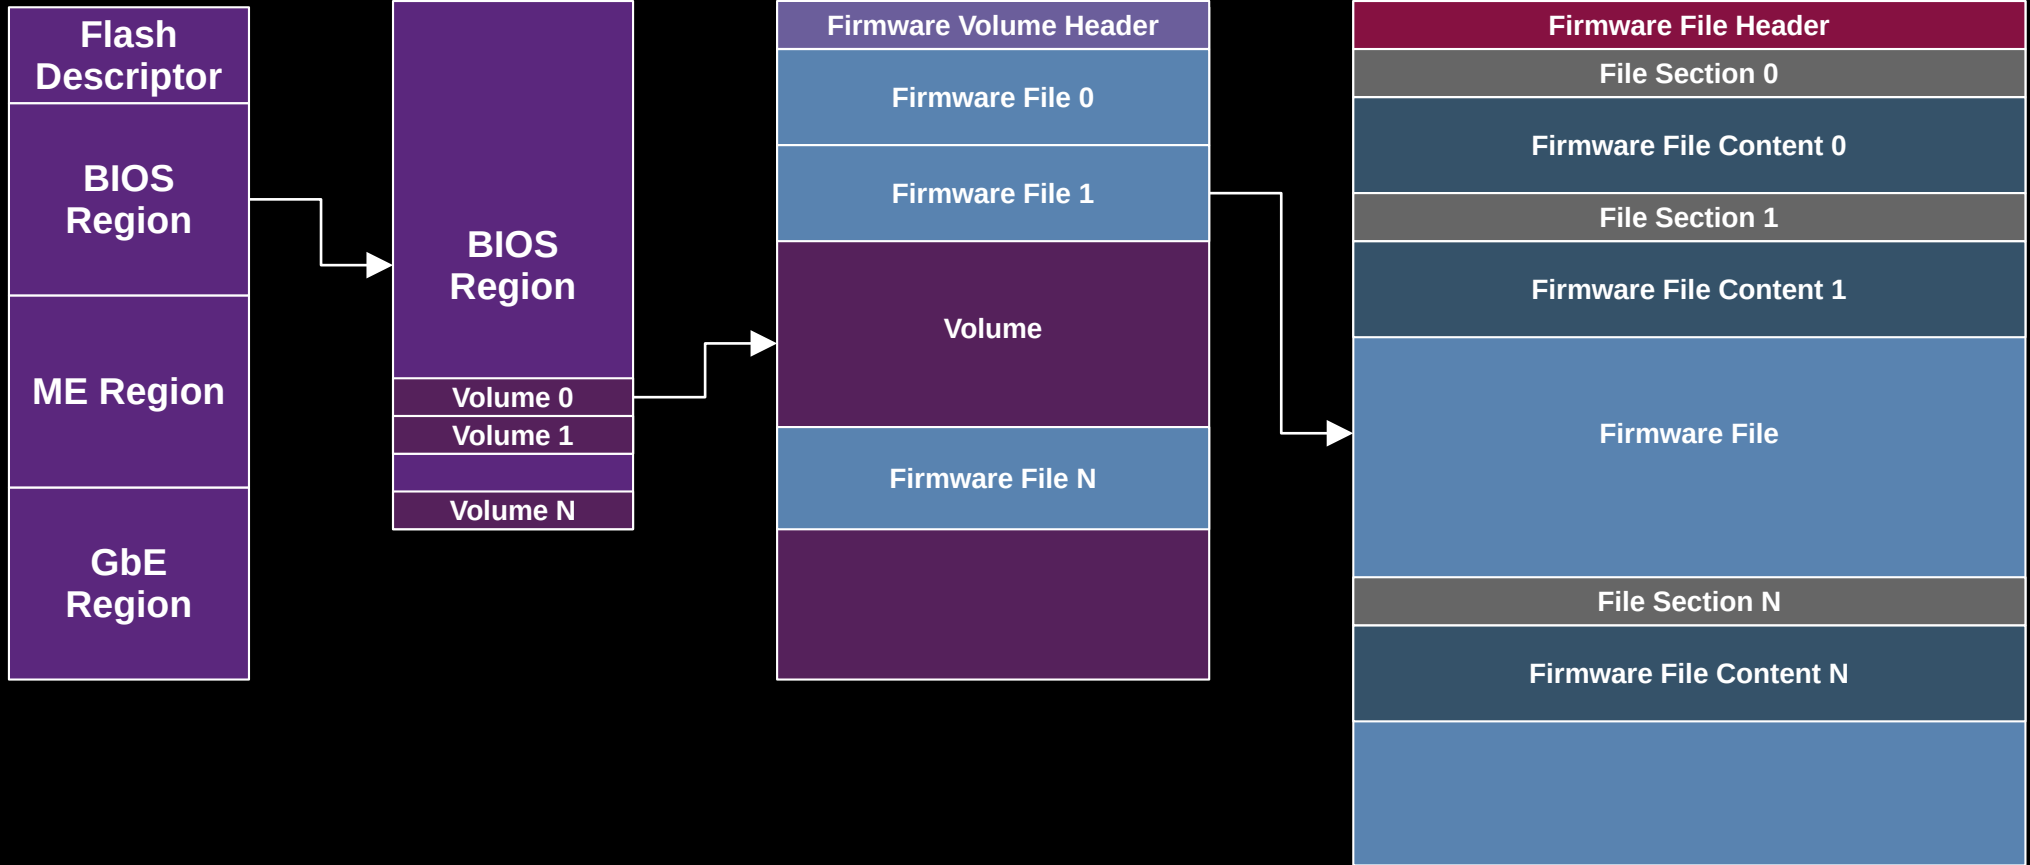 Flash
Descriptor
BIOS
Region
ME Region
GbE
Region
BIOS
Region
Volume 0
Volume 1
Volume N
Firmware Volume Header
Firmware File 0
Firmware File 1
Volume
Firmware File N
Firmware File Header
File Section 0
Firmware File Content 0
File Section 1
Firmware File Content 1
Firmware File
File Section N
Firmware File Content N